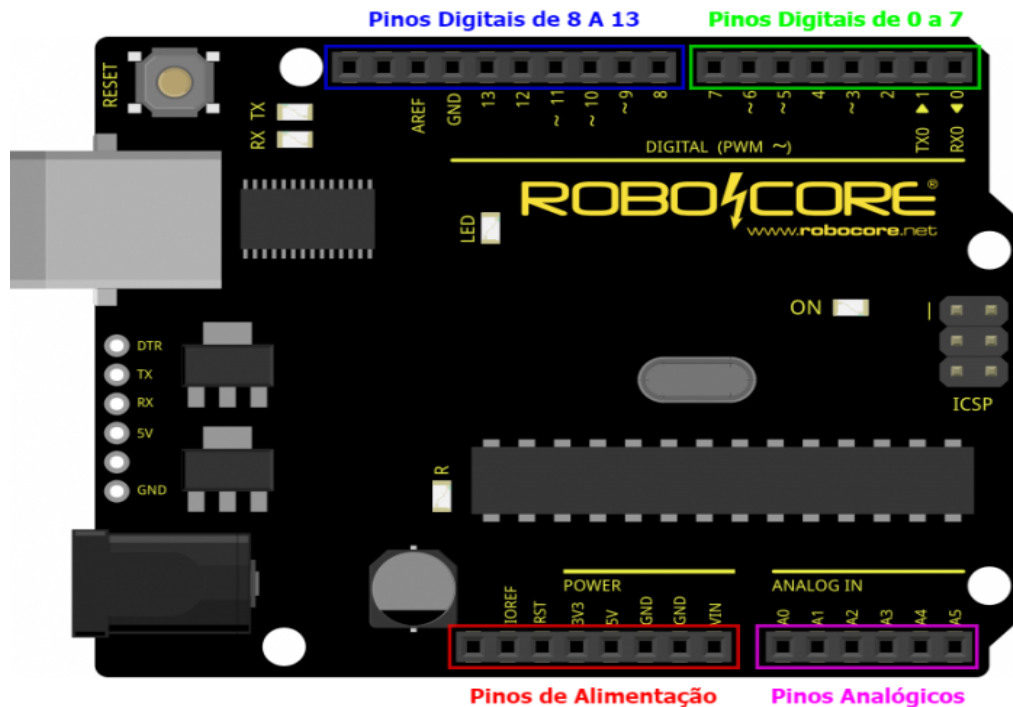 Pinos Digitais de 8 A 13
Pinos Digitais de 0 a 7
RESET
TX
RX
AREF
GND
13
12
~ 11
~ 10
~ 9
8
7
~ 6
~ 5
4
~ 3
2
TX0 ▶ 1
RX0 ◀ 0
DIGITAL (PWM ~)
ROBOCORE®
www.robocore.net
LED
ON
ICSP
DTR
TX
RX
5V
GND
R
POWER
ANALOG IN
IOREF
RST
3V3
5V
GND
GND
VIN
A0
A1
A2
A3
A4
A5
Pinos de Alimentação
Pinos Analógicos